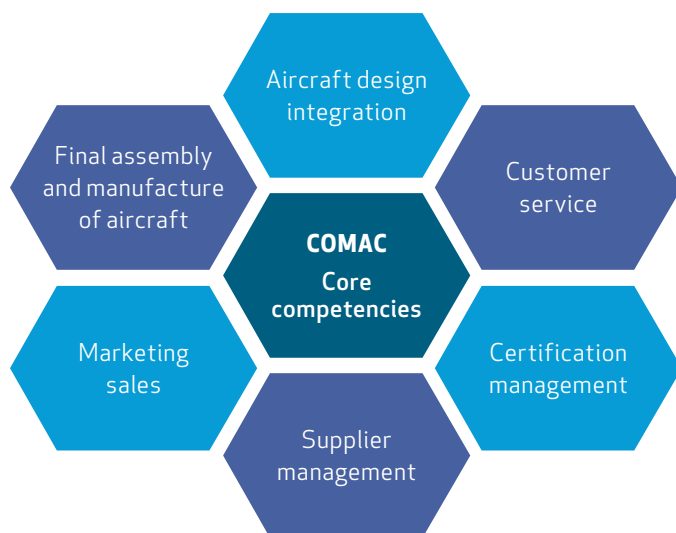 Aircraft design
integration
Final assembly
and manufacture
of aircraft
Customer
service
COMAC
Core
competencies
Marketing
sales
Certification
management
Supplier
management